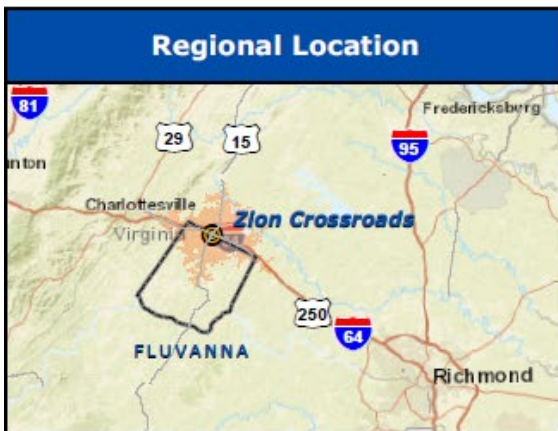 Regional Location
81
Fredericksburg
29
15
95
nton
Charlottesville
Zion Crossroads
Virginia
250
64
FLUVANNA
Richmond